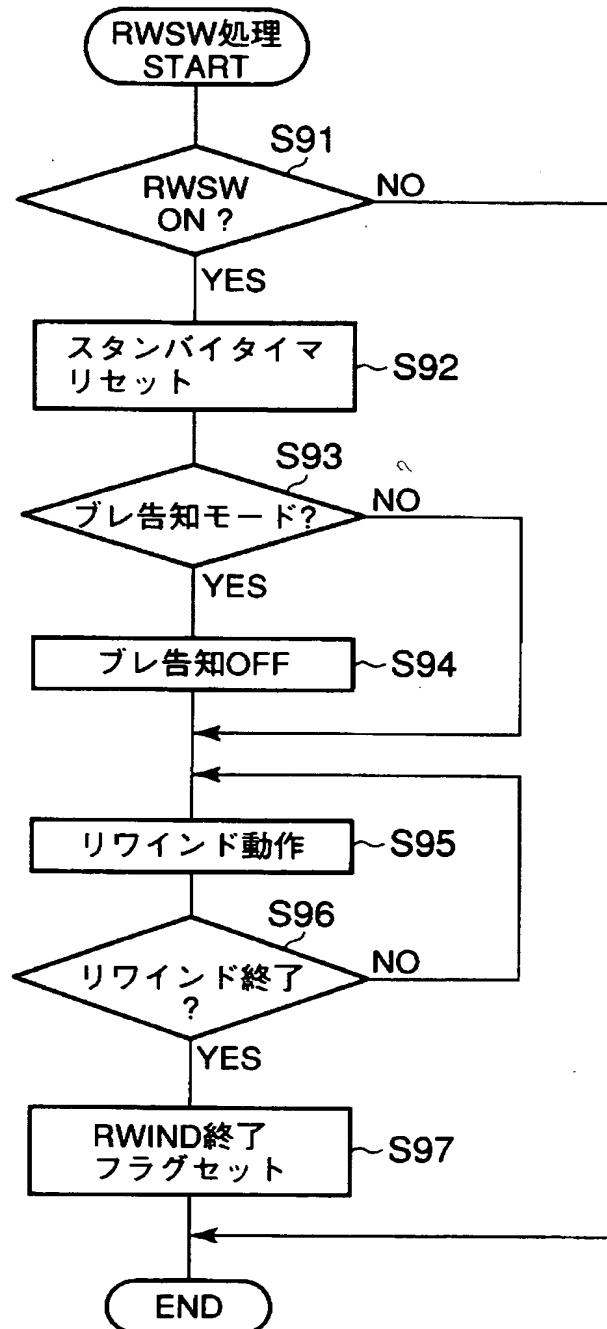 RWSW処理
START
S91
RWSW
ON ?
NO
YES
スタンバイタイマ
リセット
S92
S93
ブレ告知モード?
NO
YES
ブレ告知OFF
S94
リワインド動作
S95
S96
リワインド終了
?
NO
YES
RWIND終了
フラグセット
S97
END